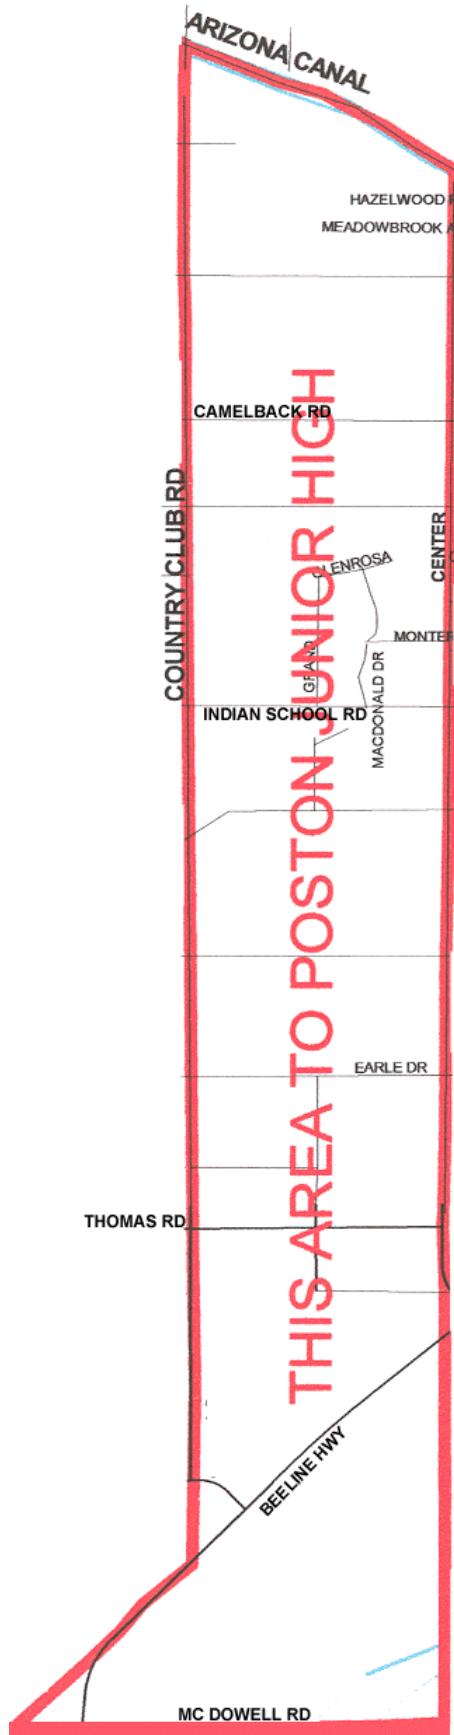 ARIZONA CANAL
HAZELWOOD
MEADOWBROOK
CAMELBACK RD
COUNTRY CLUB RD
THIS AREA TO POSTON JUNIOR HIGH
CENTER
GLENROSA
GRAND
MONTER
MACDONALD DR
INDIAN SCHOOL RD
EARLE DR
THOMAS RD
BEELINE HWY
MC DOWELL RD